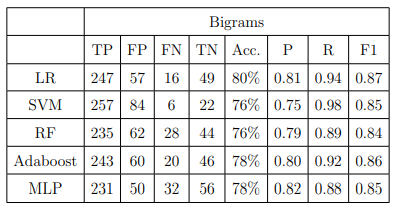 Bigrams
TP FP FN TN Acc. P R F1
LR 247 57 16 49 80% 0.81 0.94 0.87
SVM 257 84 6 22 76% 0.75 0.98 0.85
RF 235 62 28 44 76% 0.79 0.89 0.84
Adaboost 243 60 20 46 78% 0.80 0.92 0.86
MLP 231 50 32 56 78% 0.82 0.88 0.85